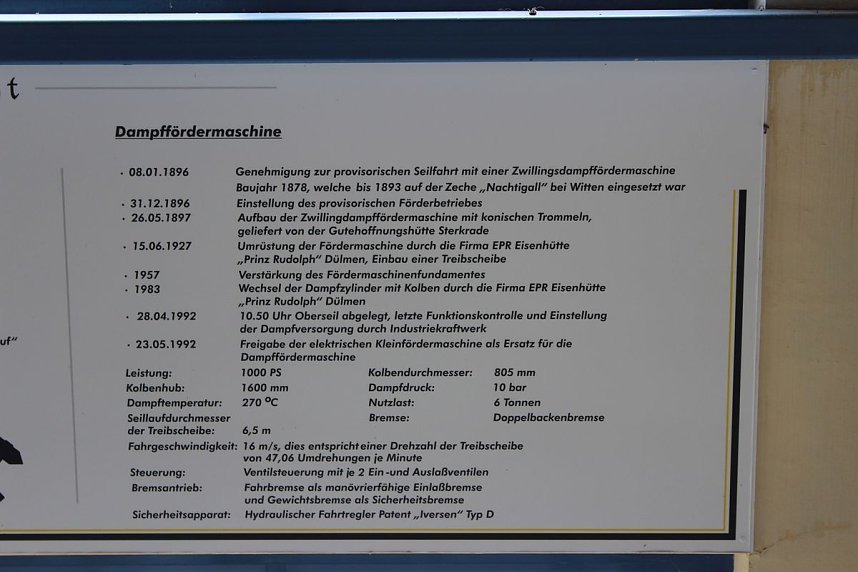 t
Dampffördermaschine
· 08.01.1896 Genehmigung zur provisorischen Seilfahrt mit einer Zwillingsdampffördermaschine
Baujahr 1878, welche bis 1893 auf der Zeche „Nachtigall" bei Witten eingesetzt war
· 31.12.1896 Einstellung des provisorischen Förderbetriebes
· 26.05.1897 Aufbau der Zwillingdampffördermaschine mit konischen Trommeln,
geliefert von der Gutehoffnungshütte Sterkrade
· 15.06.1927 Umrüstung der Fördermaschine durch die Firma EPR Eisenhütte
„Prinz Rudolph" Dülmen, Einbau einer Treibscheibe
· 1957 Verstärkung des Fördermaschinenfundamentes
· 1983 Wechsel der Dampfzylinder mit Kolben durch die Firma EPR Eisenhütte
„Prinz Rudolph" Dülmen
· 28.04.1992 10.50 Uhr Oberseil abgelegt, letzte Funktionskontrolle und Einstellung
der Dampfversorgung durch Industriekraftwerk
uf"
· 23.05.1992 Freigabe der elektrischen Kleinfördermaschine als Ersatz für die
Dampffördermaschine
Leistung: 1000 PS Kolbendurchmesser: 805 mm
Kolbenhub: 1600 mm Dampfdruck: 10 bar
Dampftemperatur: 270 °C Nutzlast: 6 Tonnen
Seillaufdurchmesser Bremse: Doppelbackenbremse
der Treibscheibe: 6,5 m
Fahrgeschwindigkeit: 16 m/s, dies entspricht einer Drehzahl der Treibscheibe
von 47,06 Umdrehungen je Minute
Steuerung: Ventilsteuerung mit je 2 Ein-und Auslaßventilen
Bremsantrieb: Fahrbremse als manövrierfähige Einlaßbremse
und Gewichtsbremse als Sicherheitsbremse
Sicherheitsapparat: Hydraulischer Fahrtregler Patent „Iversen" Typ D